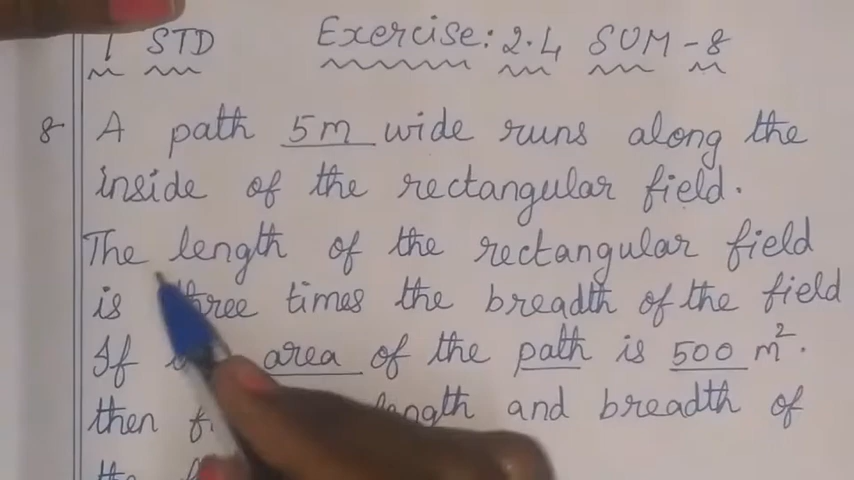 STD Exercise: 2.4 SUM-8
8 A path 5m wide runs along the
inside of the rectangular field.
The length of the rectangular field
is three times the breadth of the field
If area of the path is 500 m².
then length and breadth of
the